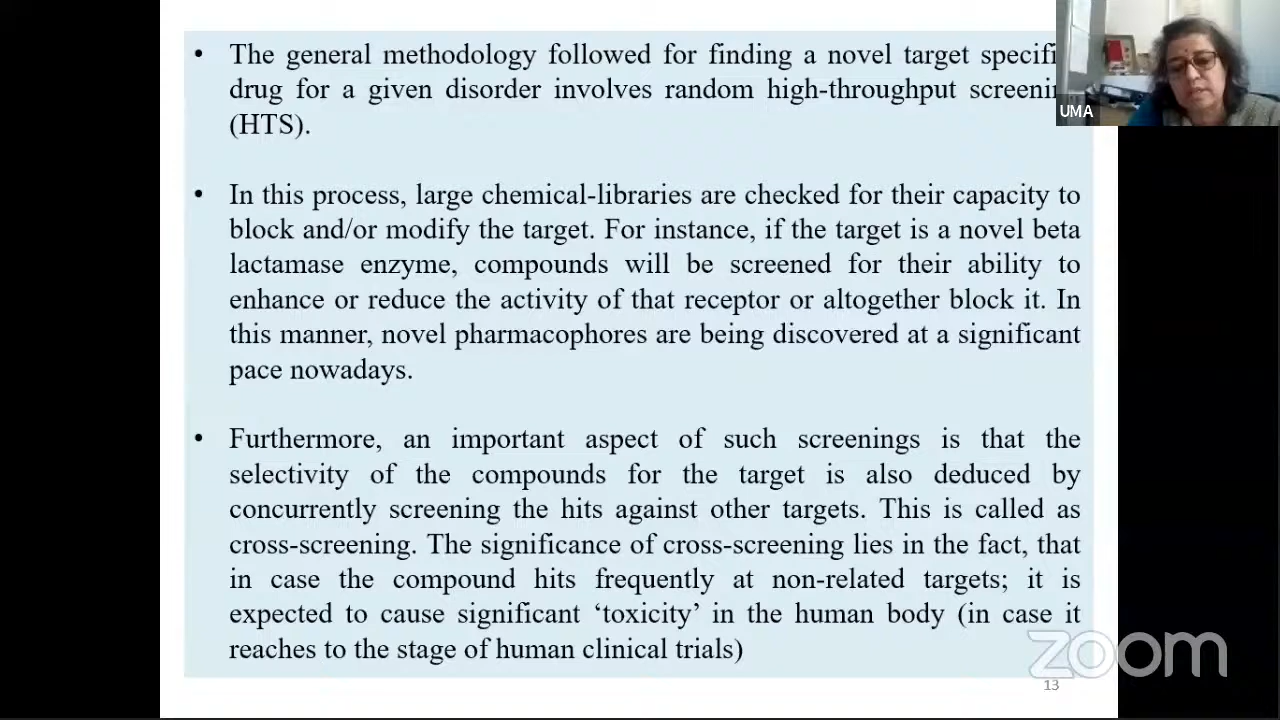 • The general methodology followed for finding a novel target
drug for a given disorder involves random high-throughput
(HTS).
• In this process, large chemical-libraries are checked for their capacity to
block and/or modify the target. For instance, if the target is a novel beta
lactamase enzyme, compounds will be screened for their ability to
enhance or reduce the activity of that receptor or altogether block it. In
this manner, novel pharmacophores are being discovered at a significant
pace nowadays.
• Furthermore, an important aspect of such screenings is that the
selectivity of the compounds for the target is also deduced by
concurrently screening the hits against other targets. This is called as
cross-screening. The significance of cross-screening lies in the fact, that
in case the compound hits frequently at non-related targets; it is
expected to cause significant ‘toxicity’ in the human body (in case it
reaches to the stage of human clinical trials)
13
UMA
zoom